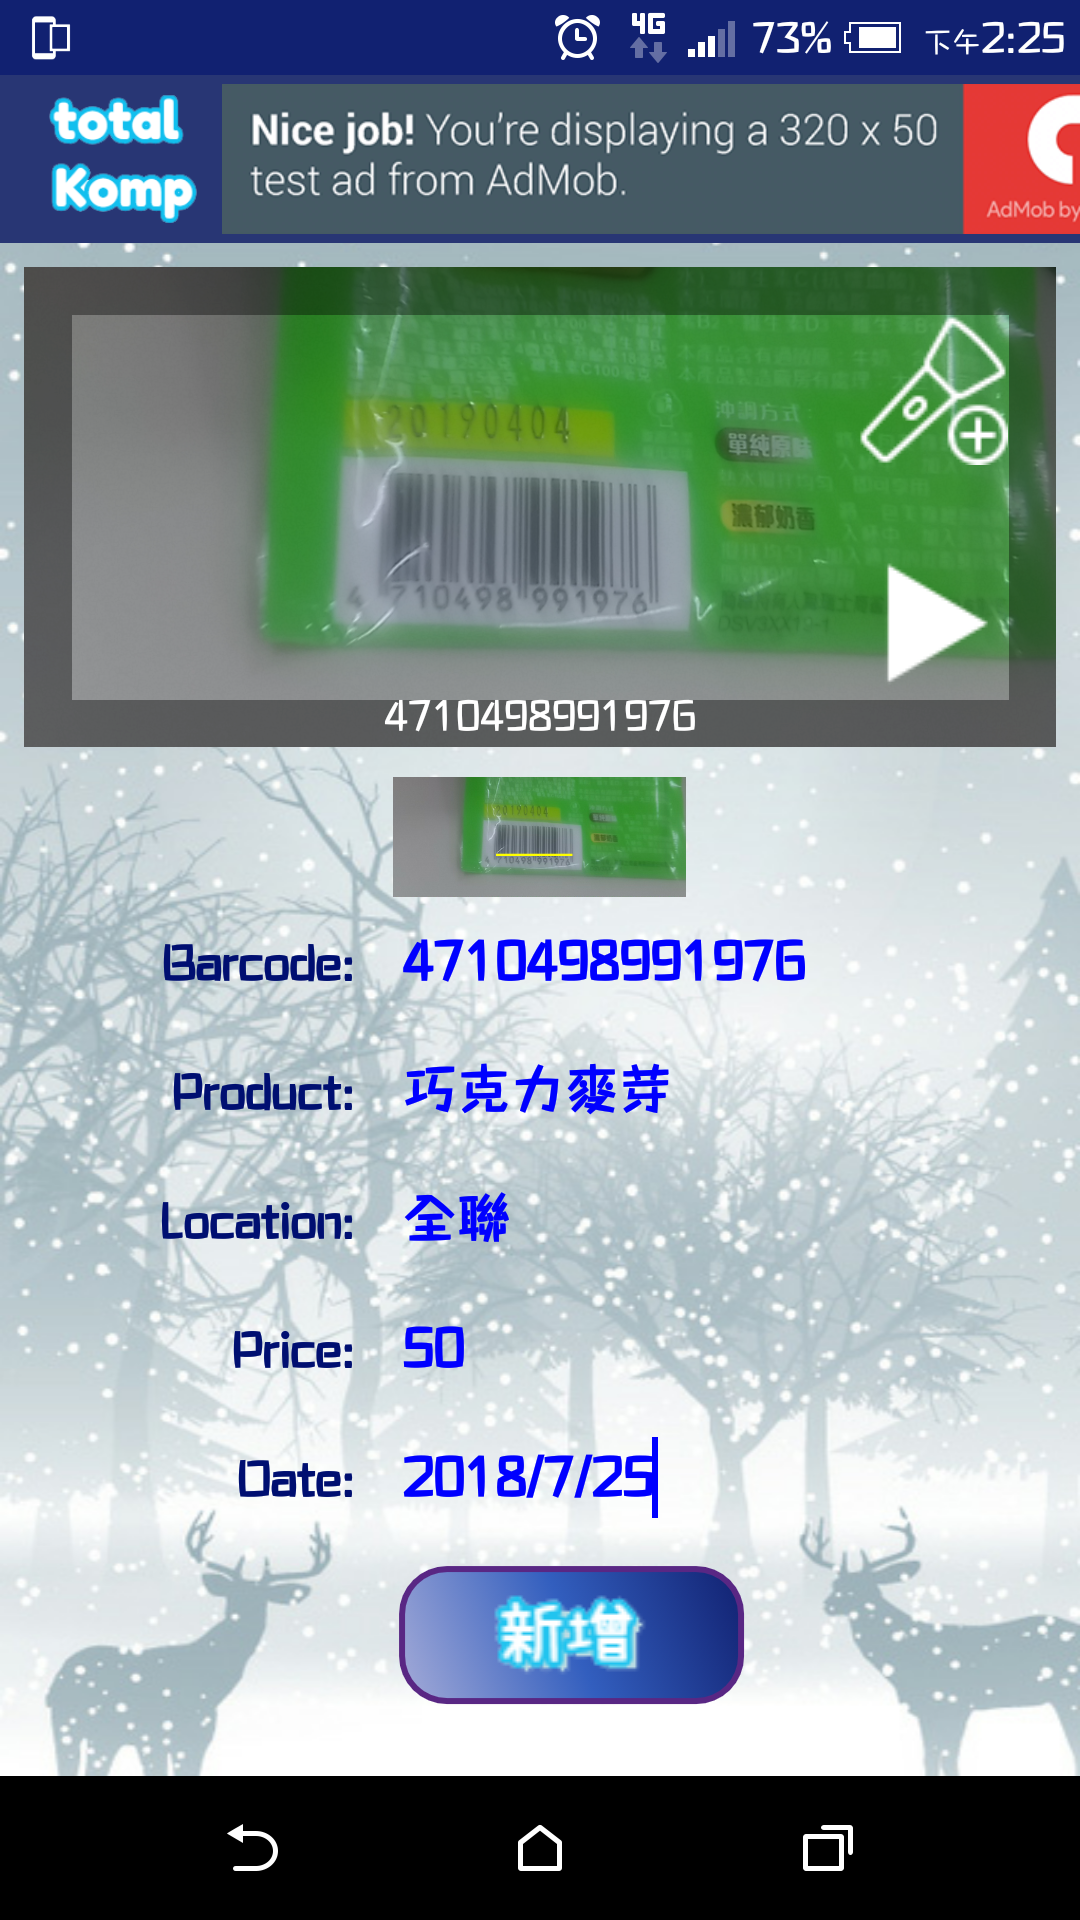 4G 73% 下午2:25
total
Komp
Nice job! You're displaying a 320 x 50
test ad from AdMob.
AdMob by
20190404
沖調方式:
單純原味
濃郁奶香
4 710498 991976
4710498991976
Barcode: 4710498991976
Product: 巧克力麥芽
Location: 全聯
Price: 50
Date: 2018/7/25
新增